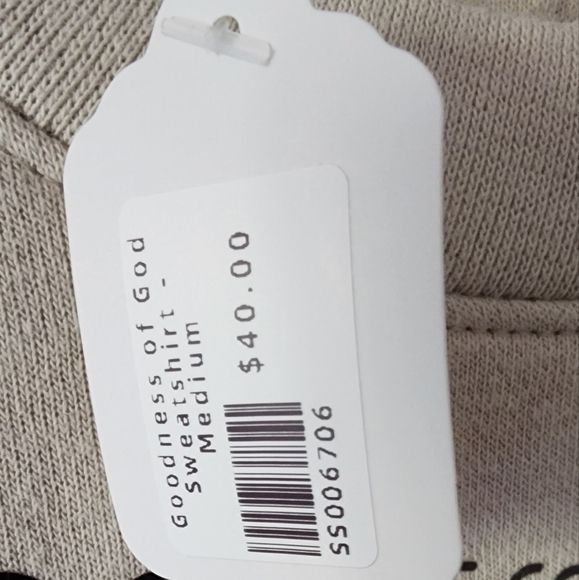 Goodness of God
Sweatshirt -
Medium
$40.00
SS006706